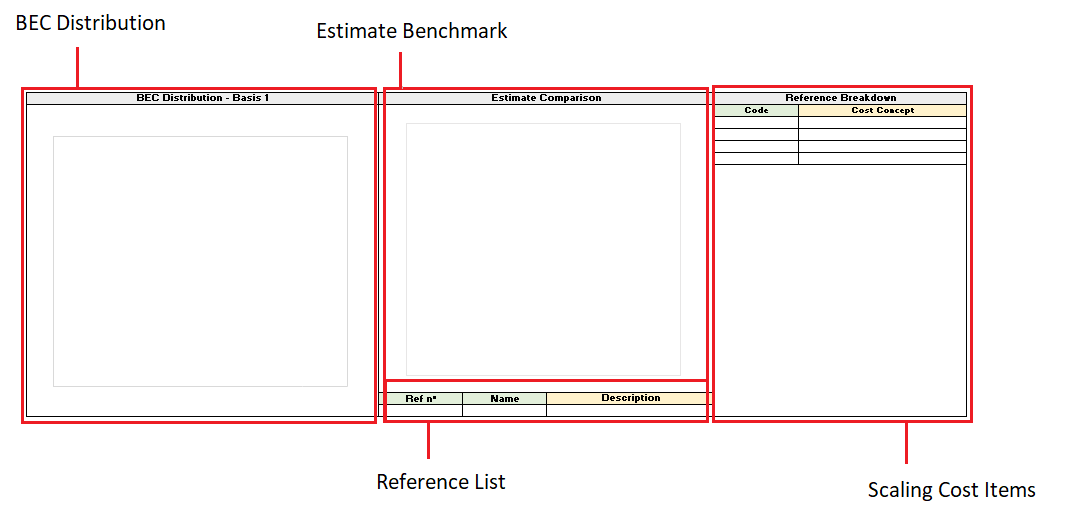 BEC Distribution
Estimate Benchmark
BEC Distribution - Basis 1
Estimate Comparison
Reference Breakdown
Code
Cost Concept
Ref nº
Name
Description
Reference List
Scaling Cost Items